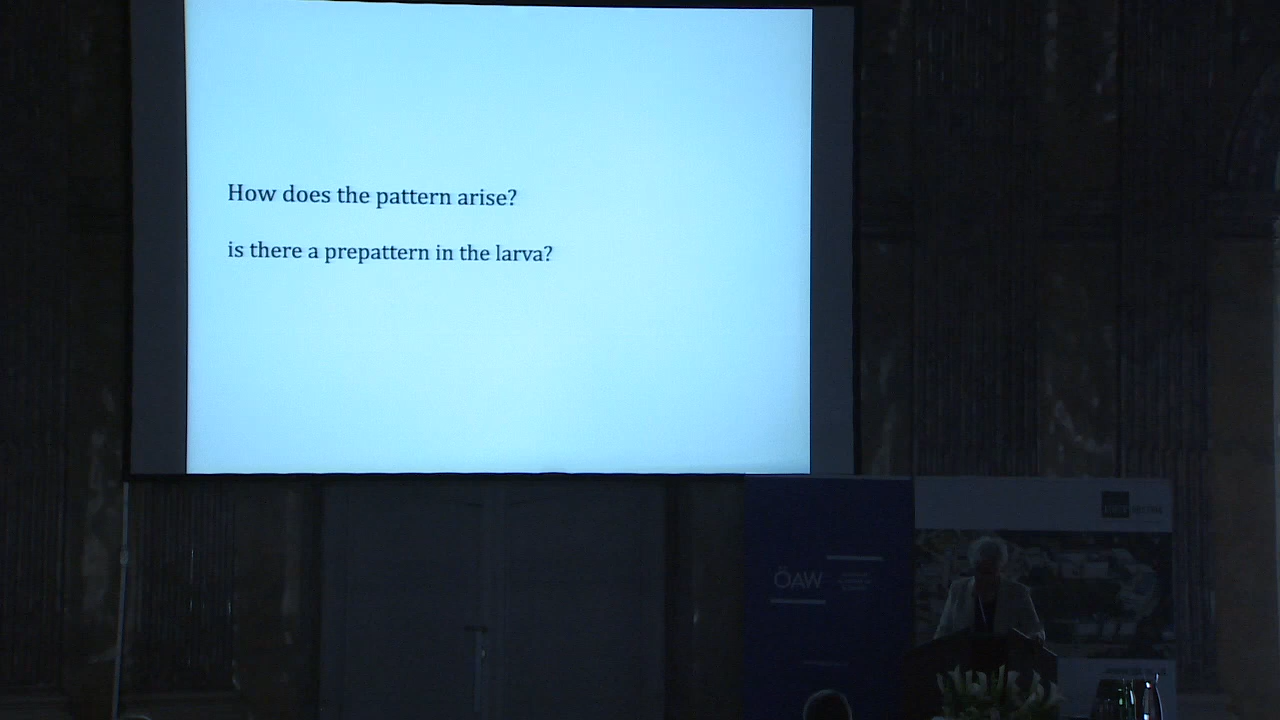 How does the pattern arise?
is there a prepattern in the larva?
ÖAW